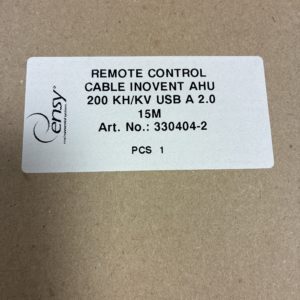 ensy®
REMOTE CONTROL
CABLE INOVENT AHU
200 KH/KV USB A 2.0
15M
Art. No.: 330404-2
PCS 1